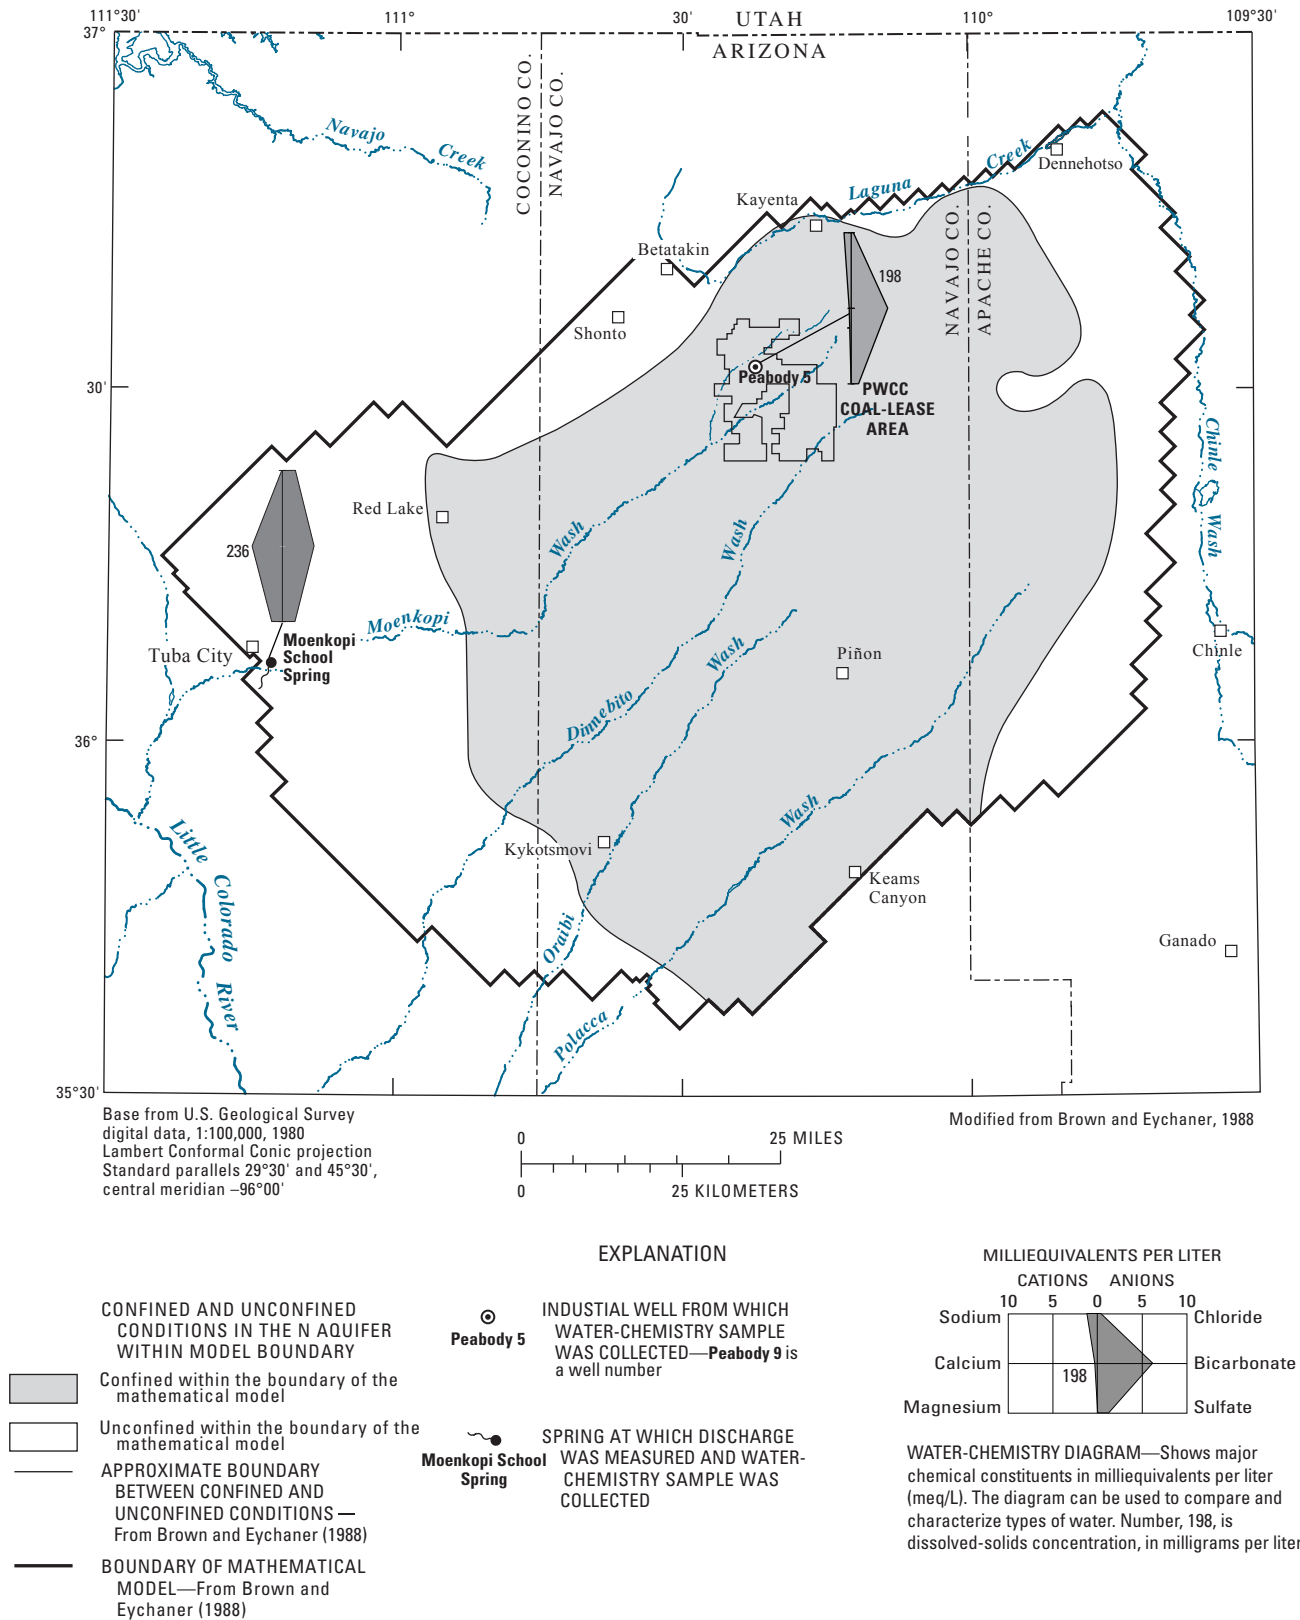 111°30'
111°
30'
UTAH
110°
109°30'
37°
ARIZONA
COCONINO CO.
NAVAJO CO.
Navajo
Creek
Creek
Dennehotso
Laguna
Kayenta
Betatakin
198
NAVAJO CO.
APACHE CO.
Shonto
Peabody 5
30'
PWCC
COAL-LEASE
AREA
Chinle
Wash
Red Lake
Wash
Wash
236
Moenkopi
Moenkopi
School
Spring
Tuba City
Wash
Piñon
Chinle
Dinnebito
36°
Wash
Little
Colorado
River
Kykotsmovi
Keams
Canyon
Oraibi
Ganado
Polacca
35°30'
Base from U.S. Geological Survey
digital data, 1:100,000, 1980
Lambert Conformal Conic projection
Standard parallels 29°30' and 45°30',
central meridian –96°00'
Modified from Brown and Eychaner, 1988
0 25 MILES
0 25 KILOMETERS
EXPLANATION
CONFINED AND UNCONFINED
CONDITIONS IN THE N AQUIFER
WITHIN MODEL BOUNDARY
Confined within the boundary of the
mathematical model
Unconfined within the boundary of the
mathematical model
APPROXIMATE BOUNDARY
BETWEEN CONFINED AND
UNCONFINED CONDITIONS —
From Brown and Eychaner (1988)
BOUNDARY OF MATHEMATICAL
MODEL—From Brown and
Eychaner (1988)
Peabody 5
INDUSTIAL WELL FROM WHICH
WATER-CHEMISTRY SAMPLE
WAS COLLECTED—Peabody 9 is
a well number
Moenkopi School
Spring
SPRING AT WHICH DISCHARGE
WAS MEASURED AND WATER-
CHEMISTRY SAMPLE WAS
COLLECTED
MILLIEQUIVALENTS PER LITER
CATIONS ANIONS
10 5 0 5 10
Sodium Chloride
Calcium Bicarbonate
198
Magnesium Sulfate
WATER-CHEMISTRY DIAGRAM—Shows major
chemical constituents in milliequivalents per liter
(meq/L). The diagram can be used to compare and
characterize types of water. Number, 198, is
dissolved-solids concentration, in milligrams per liter